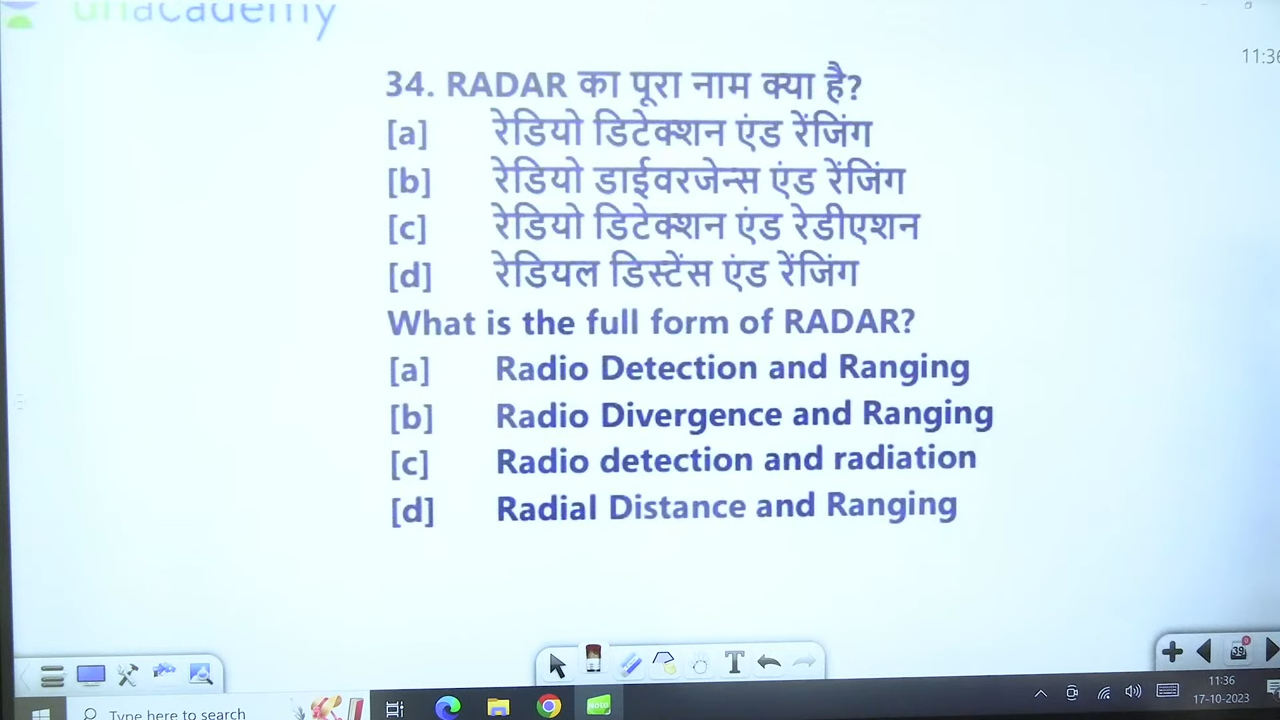 unacademy
11:36
34. RADAR का पूरा नाम क्या है?
[a] रेडियो डिटेक्शन एंड रेंजिंग
[b] रेडियो डाईवरजेन्स एंड रेंजिंग
[c] रेडियो डिटेक्शन एंड रेडीएशन
[d] रेडियल डिस्टेंस एंड रेंजिंग
What is the full form of RADAR?
[a] Radio Detection and Ranging
[b] Radio Divergence and Ranging
[c] Radio detection and radiation
[d] Radial Distance and Ranging
T
39
Type here to search
11:36
17-10-2023